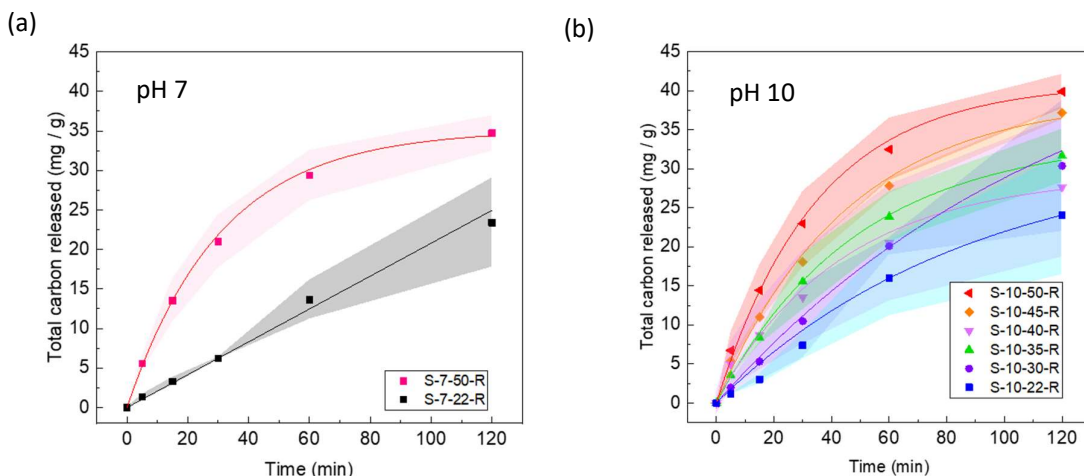 (a)
45
40
35
30
25
20
15
10
5
0
Total carbon released (mg / g)
pH 7
S-7-50-R
S-7-22-R
0
20
40
60
80
100
120
Time (min)
(b)
45
40
35
30
25
20
15
10
5
0
Total carbon released (mg / g)
pH 10
S-10-50-R
S-10-45-R
S-10-40-R
S-10-35-R
S-10-30-R
S-10-22-R
0
20
40
60
80
100
120
Time (min)